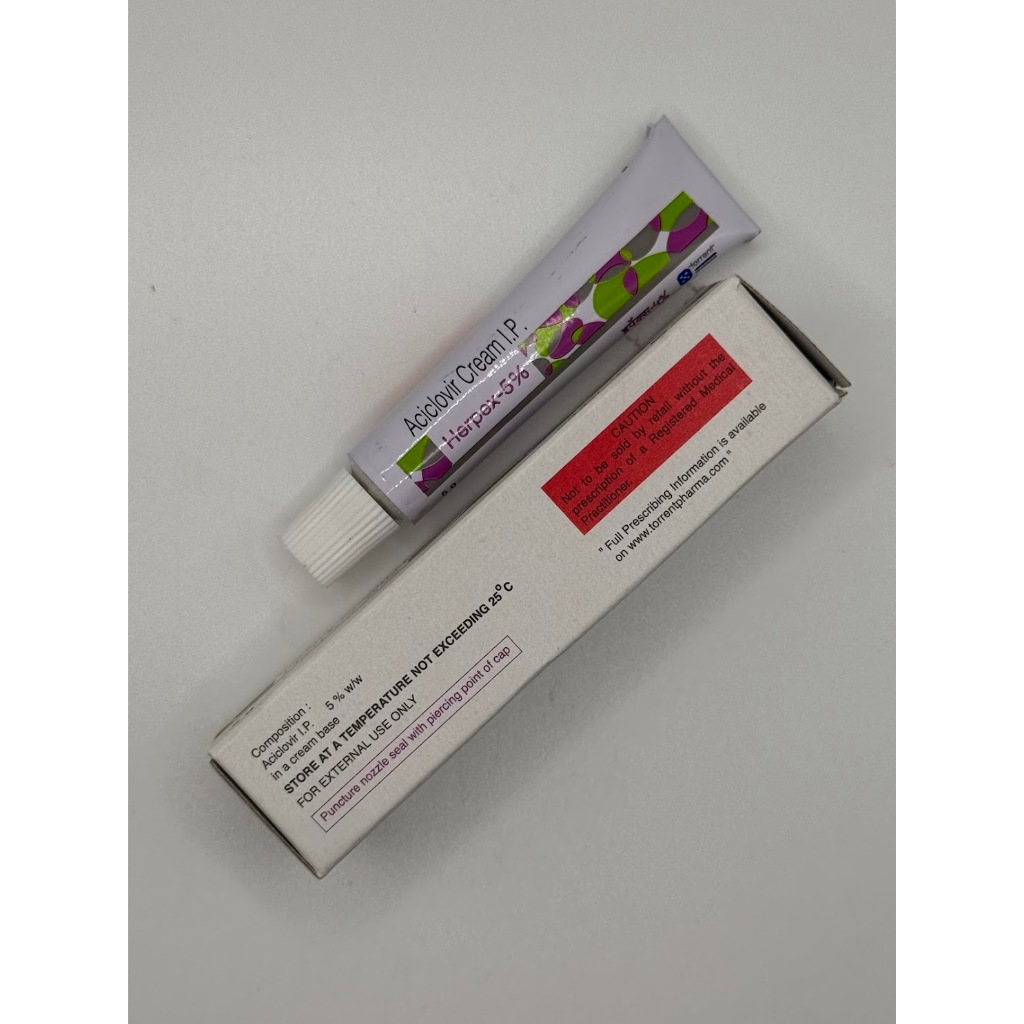 Aciclovir Cream I.P.
Herpex-5%
5 g
torrent
CAUTION
Not to be sold by retail without the
prescription of a Registered Medical
Practitioner.
" Full Prescribing Information is available
on www.torrentpharma.com "
Composition :
Aciclovir I.P. 5 % w/w
in a cream base
STORE AT A TEMPERATURE NOT EXCEEDING 25°C
FOR EXTERNAL USE ONLY
Puncture nozzle seal with piercing point of cap